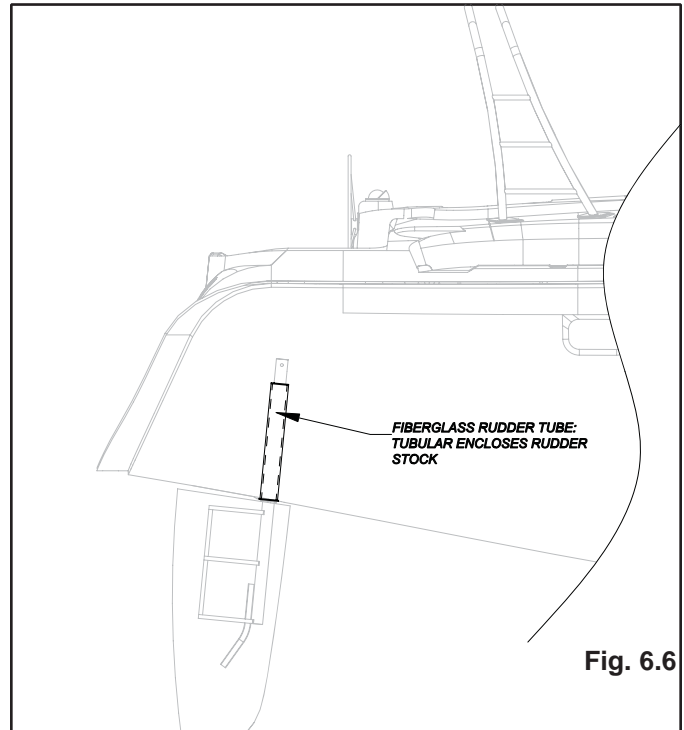 FIBERGLASS RUDDER TUBE:
TUBULAR ENCLOSES RUDDER
STOCK
Fig. 6.6